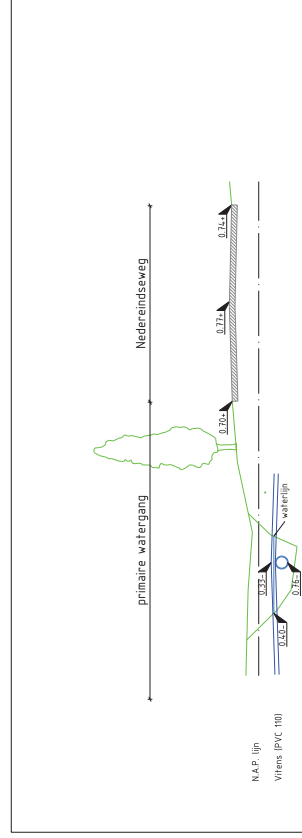 primaire watergang
Nedereindseweg
0.70+
0.77+
0.74+
0.33-
0.40-
0.76-
waterlijn
N.A.P. lijn
Vitens (PVC 110)